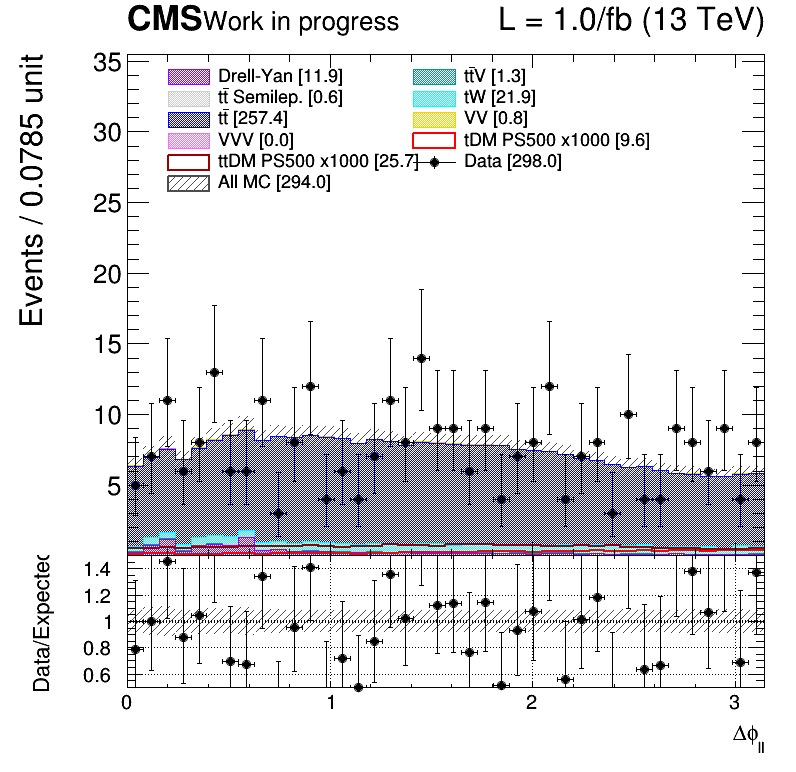 CMS Work in progress L = 1.0/fb (13 TeV)
Events / 0.0785 unit
35
30
25
20
15
10
5
Drell-Yan [11.9] tt̄V [1.3]
tt̄ Semilep. [0.6] tW [21.9]
tt̄ [257.4] VV [0.8]
VVV [0.0] tDM PS500 x1000 [9.6]
ttDM PS500 x1000 [25.7] Data [298.0]
All MC [294.0]
Data/Expected
1.4
1.2
1
0.8
0.6
0 1 2 3
Δϕll